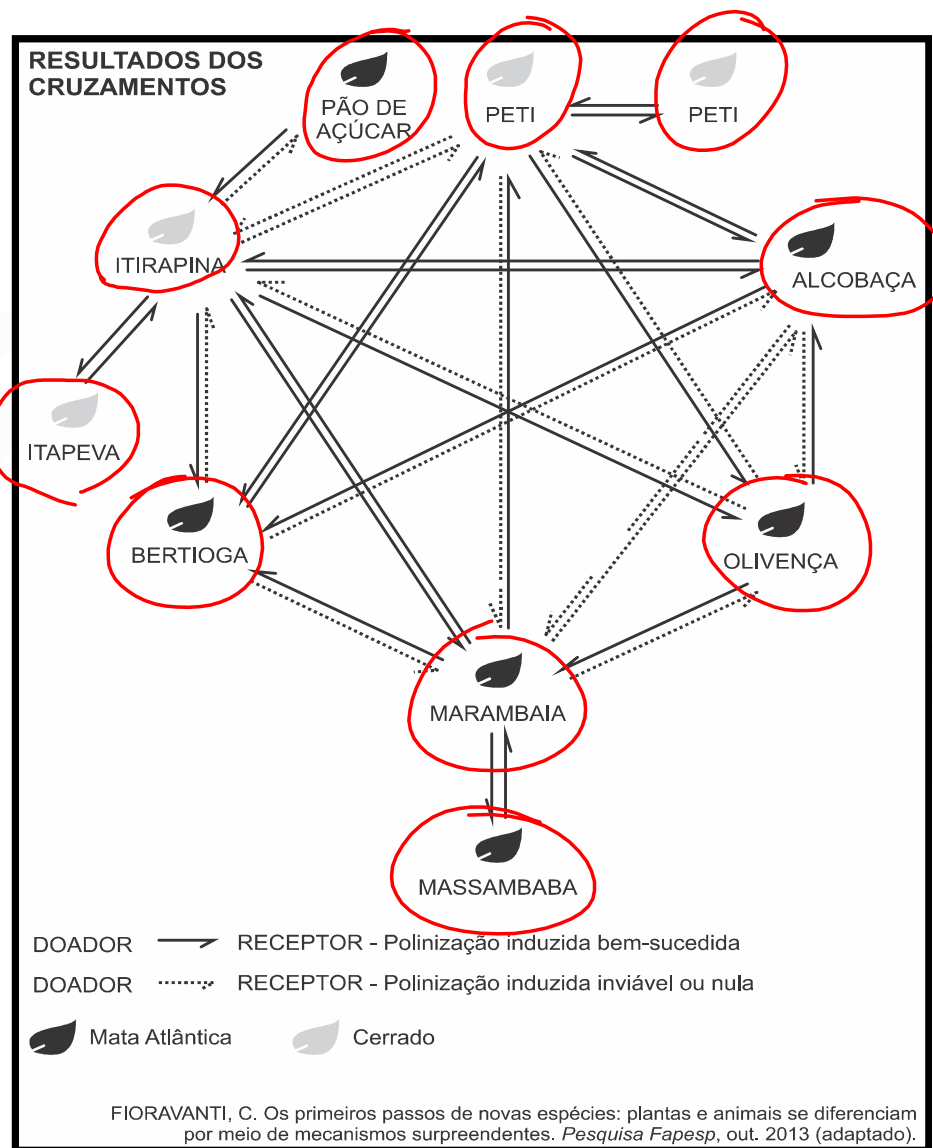 RESULTADOS DOS
CRUZAMENTOS
PÃO DE
AÇÚCAR
PETI
PETI
ITIRAPINA
ALCOBAÇA
ITAPEVA
BERTIOGA
OLIVENÇA
MARAMBAIA
MASSAMBABA
DOADOR RECEPTOR - Polinização induzida bem-sucedida
DOADOR RECEPTOR - Polinização induzida inviável ou nula
Mata Atlântica Cerrado
FIORAVANTI, C. Os primeiros passos de novas espécies: plantas e animais se diferenciam
por meio de mecanismos surpreendentes. Pesquisa Fapesp, out. 2013 (adaptado).